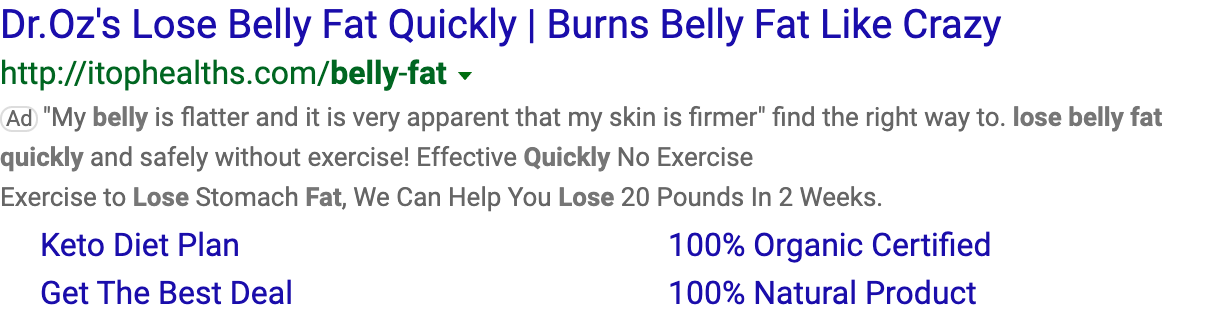 Dr.Oz's Lose Belly Fat Quickly | Burns Belly Fat Like Crazy
http://itophealths.com/belly-fat
Ad "My belly is flatter and it is very apparent that my skin is firmer" find the right way to. lose belly fat
quickly and safely without exercise! Effective Quickly No Exercise
Exercise to Lose Stomach Fat, We Can Help You Lose 20 Pounds In 2 Weeks.
Keto Diet Plan 100% Organic Certified
Get The Best Deal 100% Natural Product